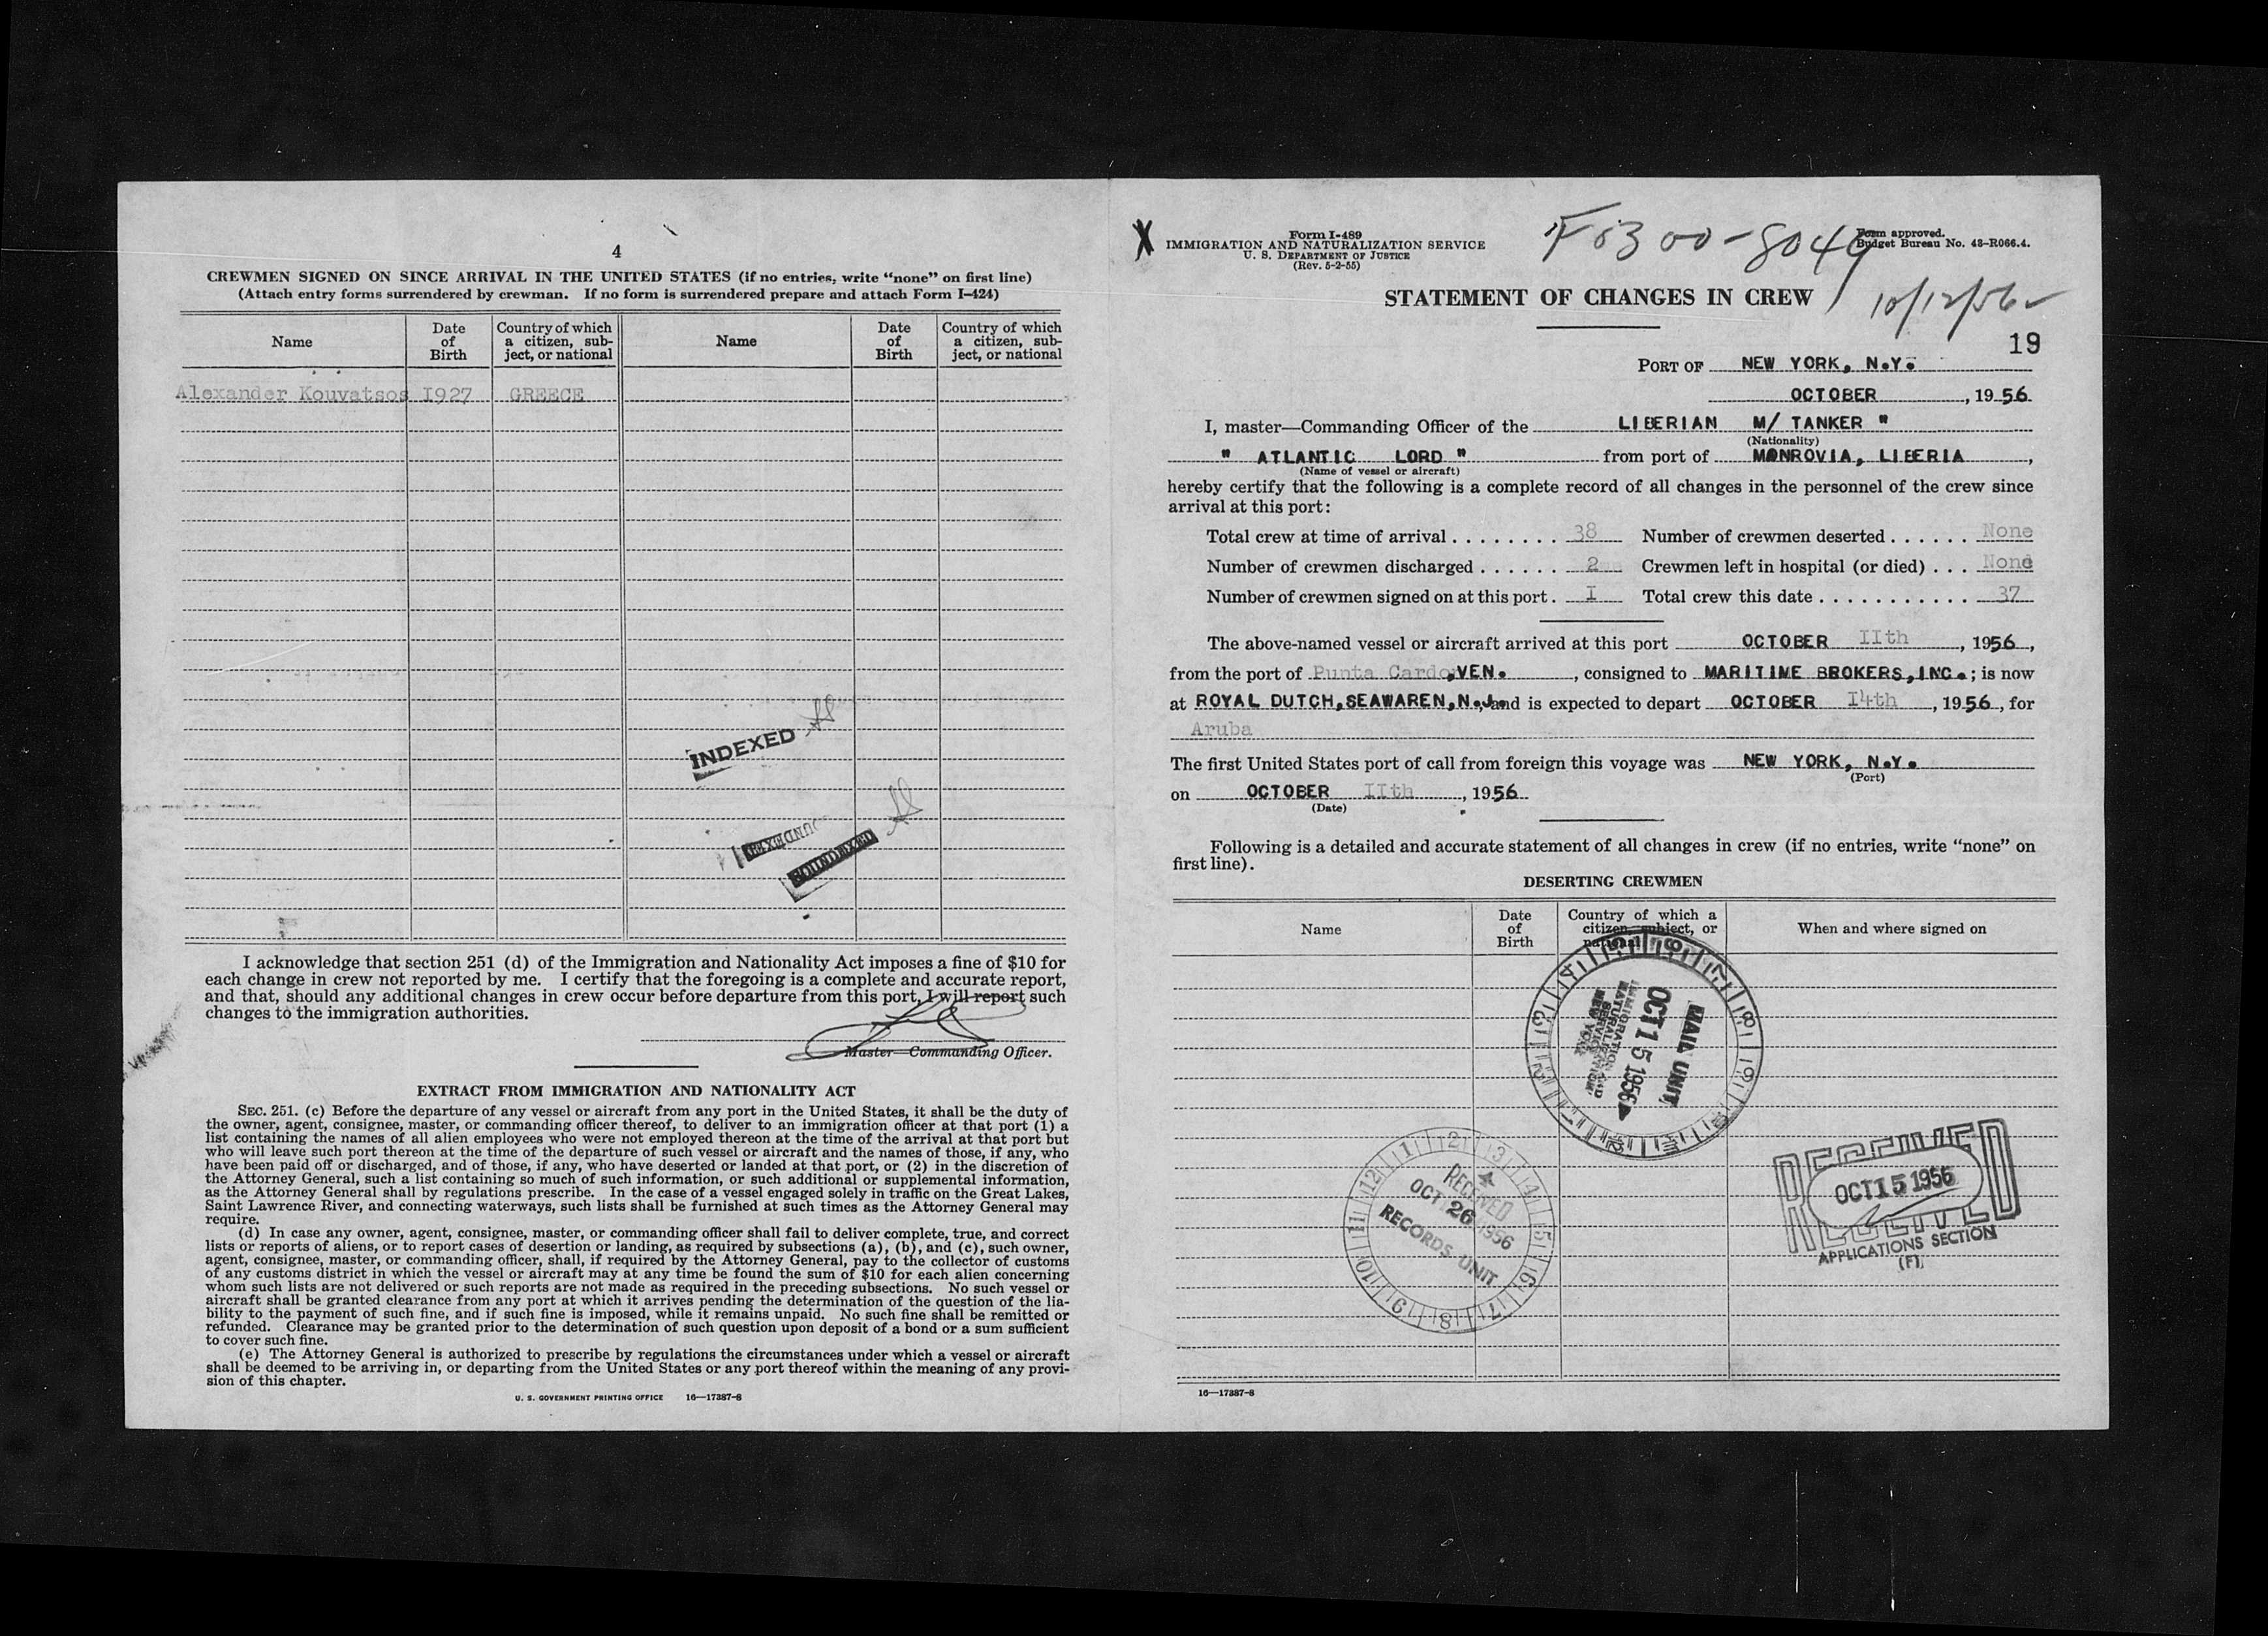 4
CREWMEN SIGNED ON SINCE ARRIVAL IN THE UNITED STATES (if no entries, write “none” on first line)
(Attach entry forms surrendered by crewman. If no form is surrendered prepare and attach Form I–424)
Name Date of Birth Country of which a citizen, subject, or national Name Date of Birth Country of which a citizen, subject, or national
Alexander Kouvatsos 1927 GREECE
INDEXED
I acknowledge that section 251 (d) of the Immigration and Nationality Act imposes a fine of $10 for
each change in crew not reported by me. I certify that the foregoing is a complete and accurate report,
and that, should any additional changes in crew occur before departure from this port, I will report such
changes to the immigration authorities.
Master—Commanding Officer.
EXTRACT FROM IMMIGRATION AND NATIONALITY ACT
SEC. 251. (c) Before the departure of any vessel or aircraft from any port in the United States, it shall be the duty of
the owner, agent, consignee, master, or commanding officer thereof, to deliver to an immigration officer at that port (1) a
list containing the names of all alien employees who were not employed thereon at the time of the arrival at that port but
who will leave such port thereon at the time of the departure of such vessel or aircraft and the names of those, if any, who
have been paid off or discharged, and of those, if any, who have deserted or landed at that port, or (2) in the discretion of
the Attorney General, such a list containing so much of such information, or such additional or supplemental information,
as the Attorney General shall by regulations prescribe. In the case of a vessel engaged solely in traffic on the Great Lakes,
Saint Lawrence River, and connecting waterways, such lists shall be furnished at such times as the Attorney General may
require.
(d) In case any owner, agent, consignee, master, or commanding officer shall fail to deliver complete, true, and correct
lists or reports of aliens, or to report cases of desertion or landing, as required by subsections (a), (b), and (c), such owner,
agent, consignee, master, or commanding officer, shall, if required by the Attorney General, pay to the collector of customs
of any customs district in which the vessel or aircraft may at any time be found the sum of $10 for each alien concerning
whom such lists are not delivered or such reports are not made as required in the preceding subsections. No such vessel or
aircraft shall be granted clearance from any port at which it arrives pending the determination of the question of the lia-
bility to the payment of such fine, and if such fine is imposed, while it remains unpaid. No such fine shall be remitted or
refunded. Clearance may be granted prior to the determination of such question upon deposit of a bond or a sum sufficient
to cover such fine.
(e) The Attorney General is authorized to prescribe by regulations the circumstances under which a vessel or aircraft
shall be deemed to be arriving in, or departing from the United States or any port thereof within the meaning of any provi-
sion of this chapter.
U. S. GOVERNMENT PRINTING OFFICE 16—17387-8
X
Form I-489
IMMIGRATION AND NATURALIZATION SERVICE
U. S. DEPARTMENT OF JUSTICE
(Rev. 5-2-55)
Form approved.
Budget Bureau No. 43-R066.4.
STATEMENT OF CHANGES IN CREW
10/12/56
19
PORT OF NEW YORK, N.Y.
OCTOBER, 1956
I, master—Commanding Officer of the LIBERIAN M/ TANKER "
(Nationality)
" ATLANTIC LORD " from port of MONROVIA, LIBERIA,
(Name of vessel or aircraft)
hereby certify that the following is a complete record of all changes in the personnel of the crew since
arrival at this port:
Total crew at time of arrival . . . . . . . . 38 Number of crewmen deserted . . . . . . None
Number of crewmen discharged . . . . . . 2 Crewmen left in hospital (or died) . . . None
Number of crewmen signed on at this port . I Total crew this date . . . . . . . . . . . 37
The above-named vessel or aircraft arrived at this port OCTOBER IIth, 1956,
from the port of Punta Cardo,VEN. , consigned to MARITIME BROKERS,INC.; is now
at ROYAL DUTCH,SEAWAREN,N.J. and is expected to depart OCTOBER I4th, 1956, for
Aruba
The first United States port of call from foreign this voyage was NEW YORK, N.Y.
(Port)
on OCTOBER IIth, 1956
(Date)
Following is a detailed and accurate statement of all changes in crew (if no entries, write “none” on
first line).
DESERTING CREWMEN
Name Date of Birth Country of which a citizen, subject, or national When and where signed on
MAIL UNIT
OCT 15 1956
IMMIGRATION AND
NATURALIZATION
SERVICE
NEW YORK
RECEIVED
OCT 26 1956
RECORDS UNIT
RECEIVED
OCT 15 1956
APPLICATIONS SECTION
(F)
16—17387-8